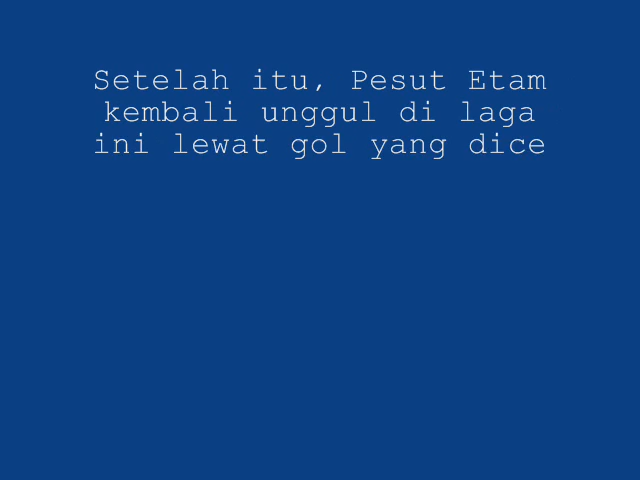 Setelah itu, Pesut Etam
kembali unggul di laga
ini lewat gol yang dice